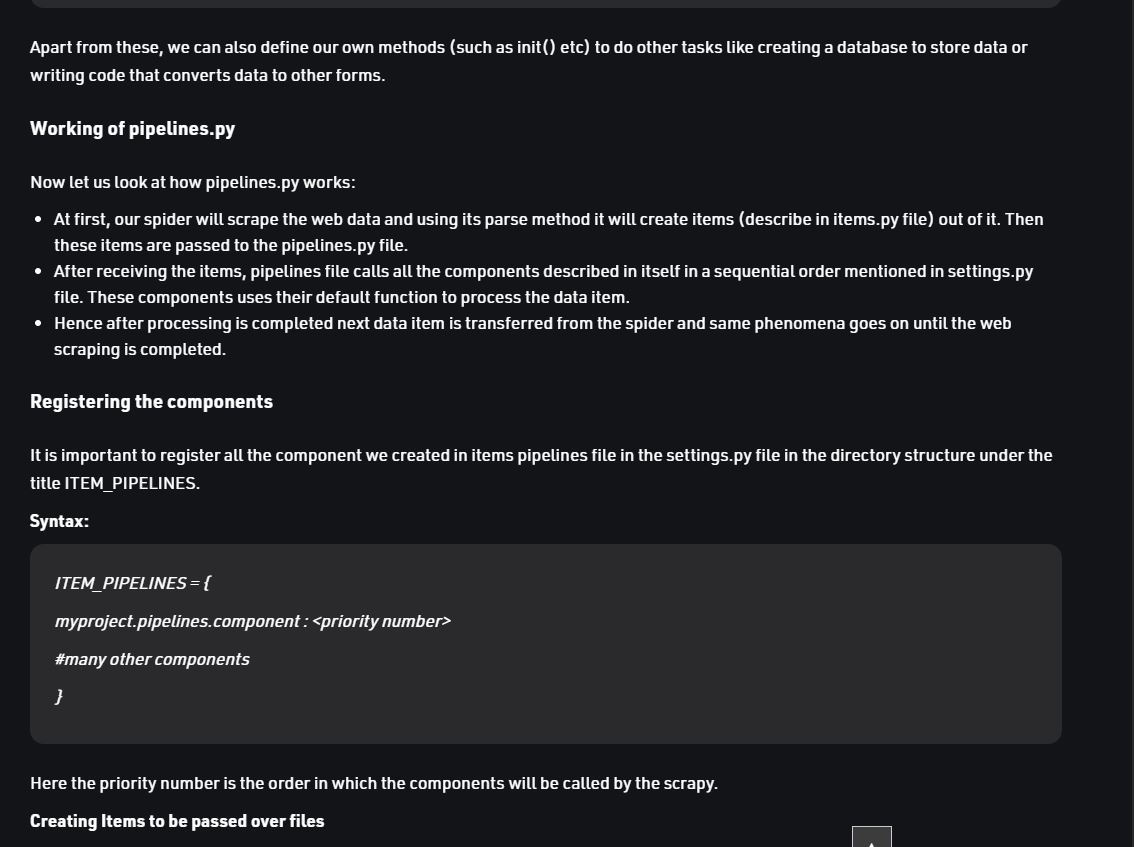 Apart from these, we can also define our own methods (such as init() etc) to do other tasks like creating a database to store data or
writing code that converts data to other forms.
Working of pipelines.py
Now let us look at how pipelines.py works:
• At first, our spider will scrape the web data and using its parse method it will create items (describe in items.py file) out of it. Then
these items are passed to the pipelines.py file.
• After receiving the items, pipelines file calls all the components described in itself in a sequential order mentioned in settings.py
file. These components uses their default function to process the data item.
• Hence after processing is completed next data item is transferred from the spider and same phenomena goes on until the web
scraping is completed.
Registering the components
It is important to register all the component we created in items pipelines file in the settings.py file in the directory structure under the
title ITEM_PIPELINES.
Syntax:
ITEM_PIPELINES = {
myproject.pipelines.component : <priority number>
#many other components
}
Here the priority number is the order in which the components will be called by the scrapy.
Creating Items to be passed over files